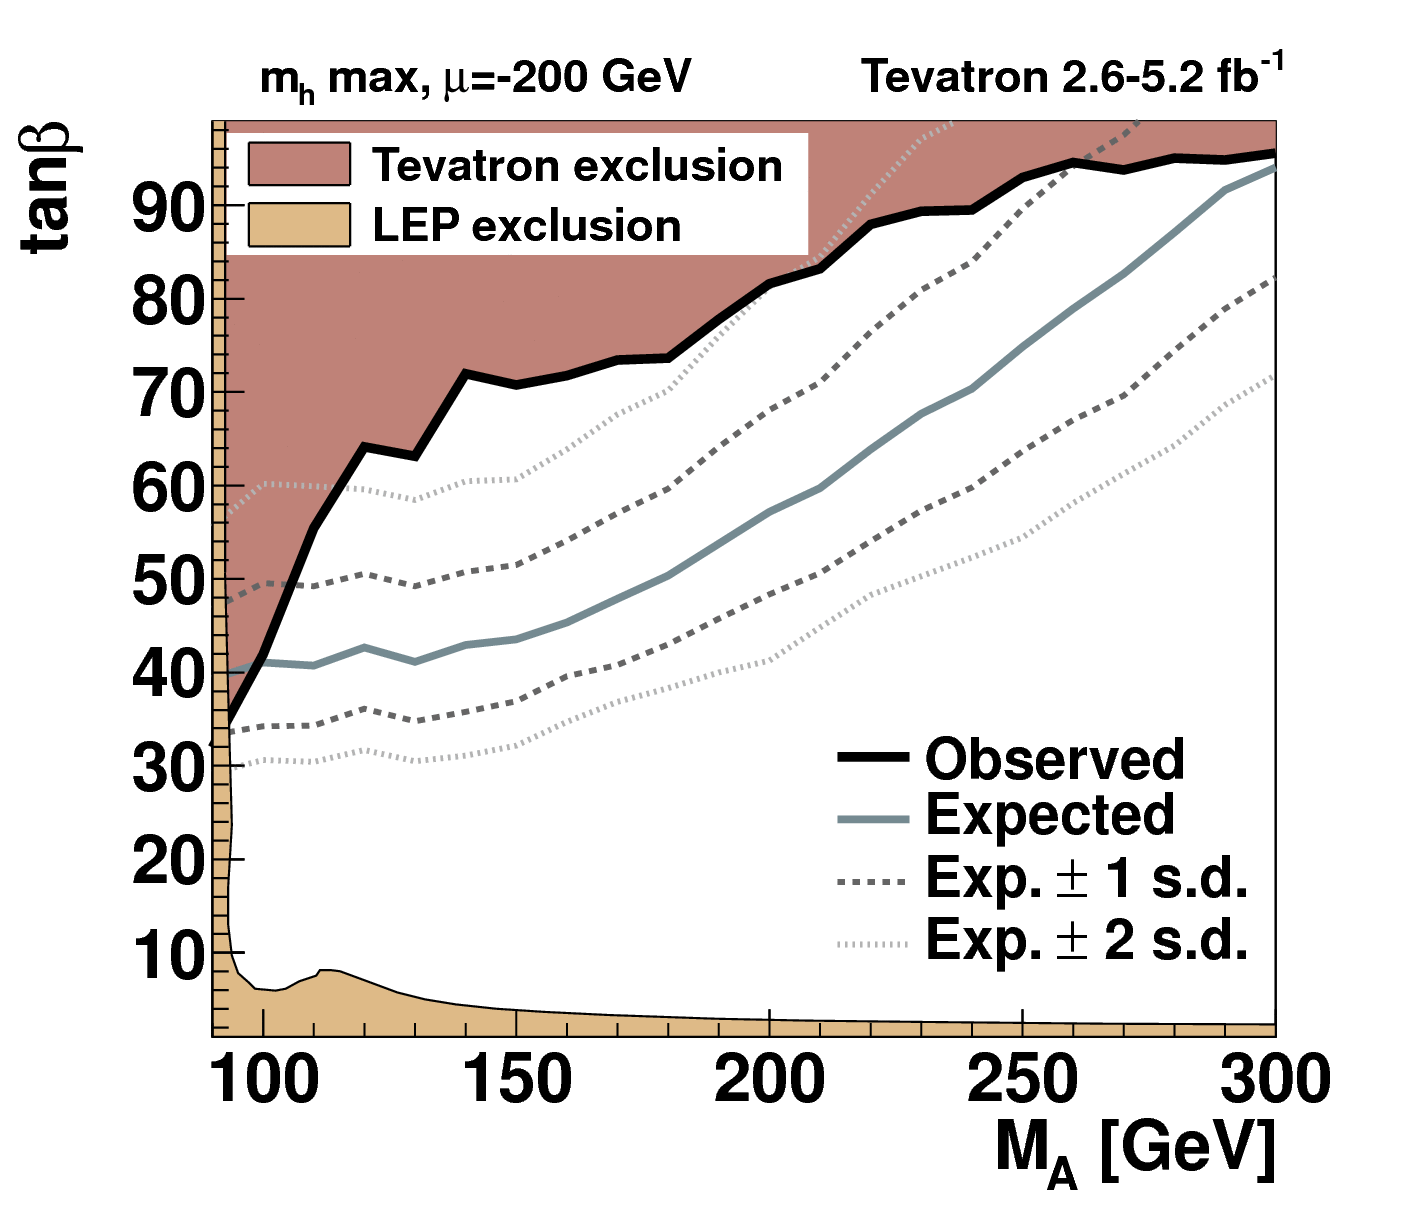 m_h max, μ=-200 GeV
Tevatron 2.6-5.2 fb⁻¹
tanβ
Tevatron exclusion
LEP exclusion
90
80
70
60
50
40
30
20
10
Observed
Expected
Exp. ± 1 s.d.
Exp. ± 2 s.d.
100 150 200 250 300
M_A [GeV]